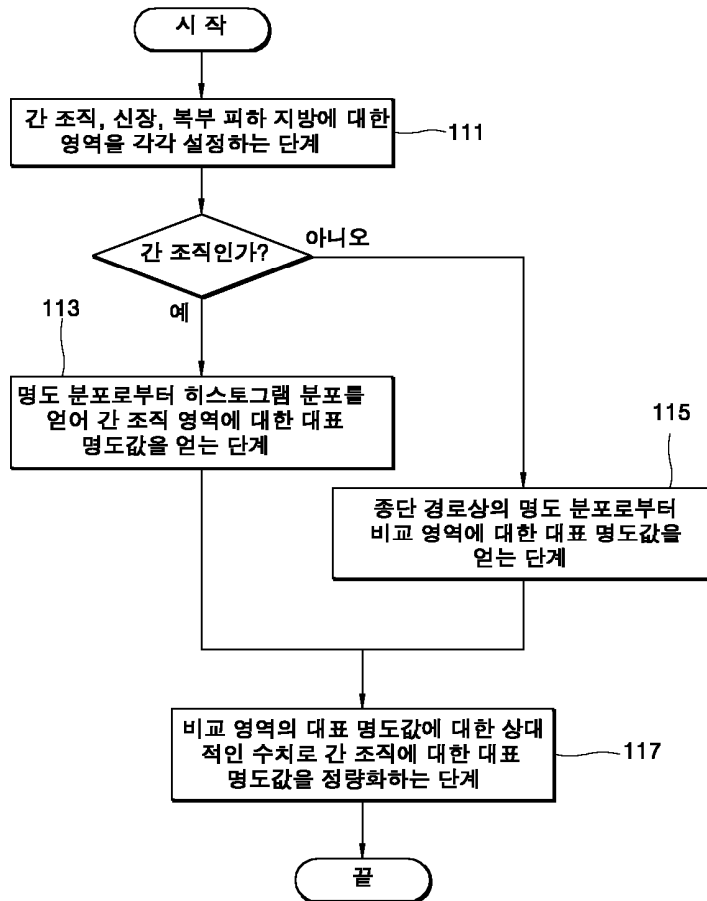 시 작
간 조직, 신장, 복부 피하 지방에 대한
영역을 각각 설정하는 단계
111
간 조직인가?
아니오
예
113
명도 분포로부터 히스토그램 분포를
얻어 간 조직 영역에 대한 대표
명도값을 얻는 단계
115
종단 경로상의 명도 분포로부터
비교 영역에 대한 대표 명도값을
얻는 단계
비교 영역의 대표 명도값에 대한 상대
적인 수치로 간 조직에 대한 대표
명도값을 정량화하는 단계
117
끝